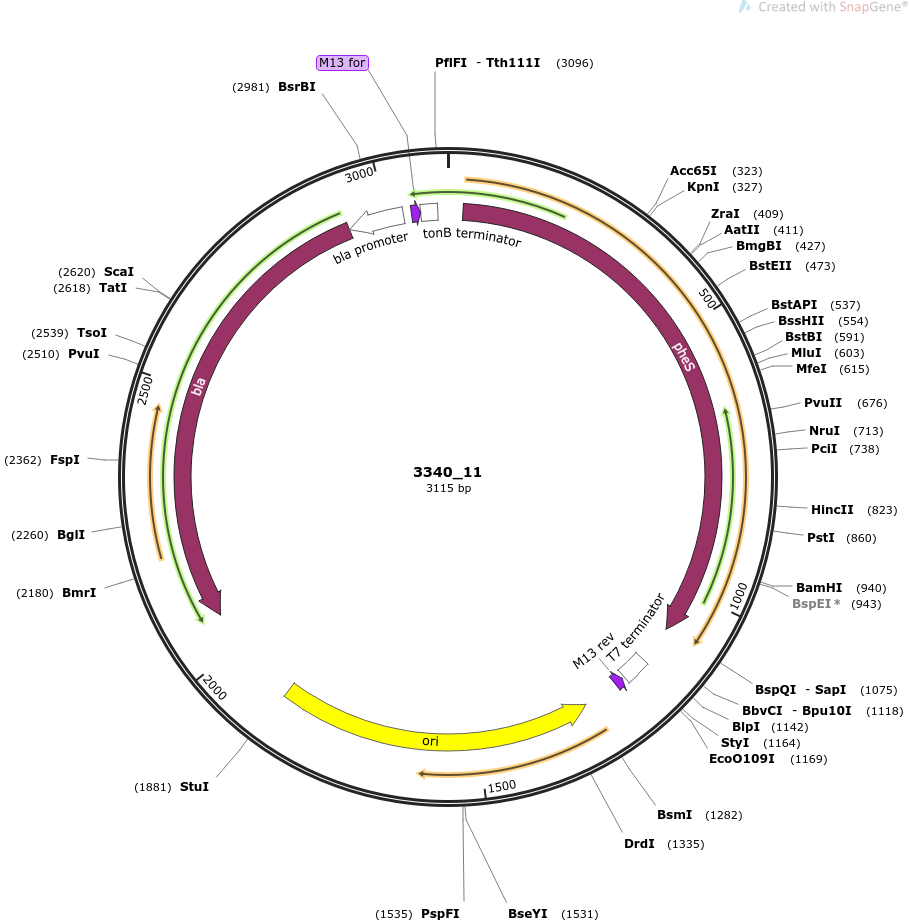 Created with SnapGene®
M13 for
PflFI - Tth111I (3096)
(2981) BsrBI
3000
Acc65I (323)
KpnI (327)
ZraI (409)
AatII (411)
BmgBI (427)
BstEII (473)
bla promoter
tonB terminator
(2620) ScaI
(2618) TatI
500
BstAPI (537)
BssHII (554)
BstBI (591)
MluI (603)
MfeI (615)
(2539) TsoI
(2510) PvuI
2500
bla
pheS
PvuII (676)
NruI (713)
PciI (738)
(2362) FspI
3340_11
3115 bp
HincII (823)
PstI (860)
(2260) BglI
(2180) BmrI
BamHI (940)
BspEI* (943)
1000
T7 terminator
M13 rev
2000
BspQI - SapI (1075)
BbvCI - Bpu10I (1118)
BlpI (1142)
StyI (1164)
EcoO109I (1169)
ori
(1881) StuI
1500
BsmI (1282)
DrdI (1335)
(1535) PspFI
BseYI (1531)